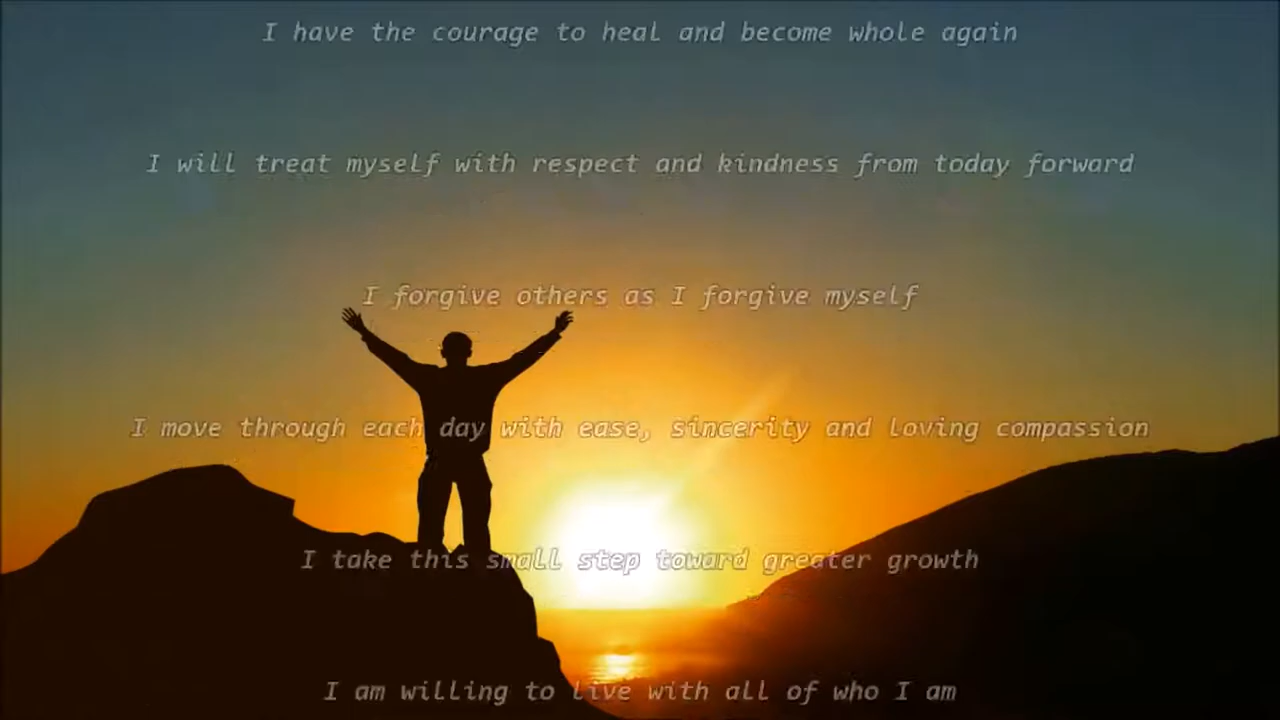 I have the courage to heal and become whole again
I will treat myself with respect and kindness from today forward
I forgive others as I forgive myself
I move through each day with ease, sincerity and loving compassion
I take this small step toward greater growth
I am willing to live with all of who I am